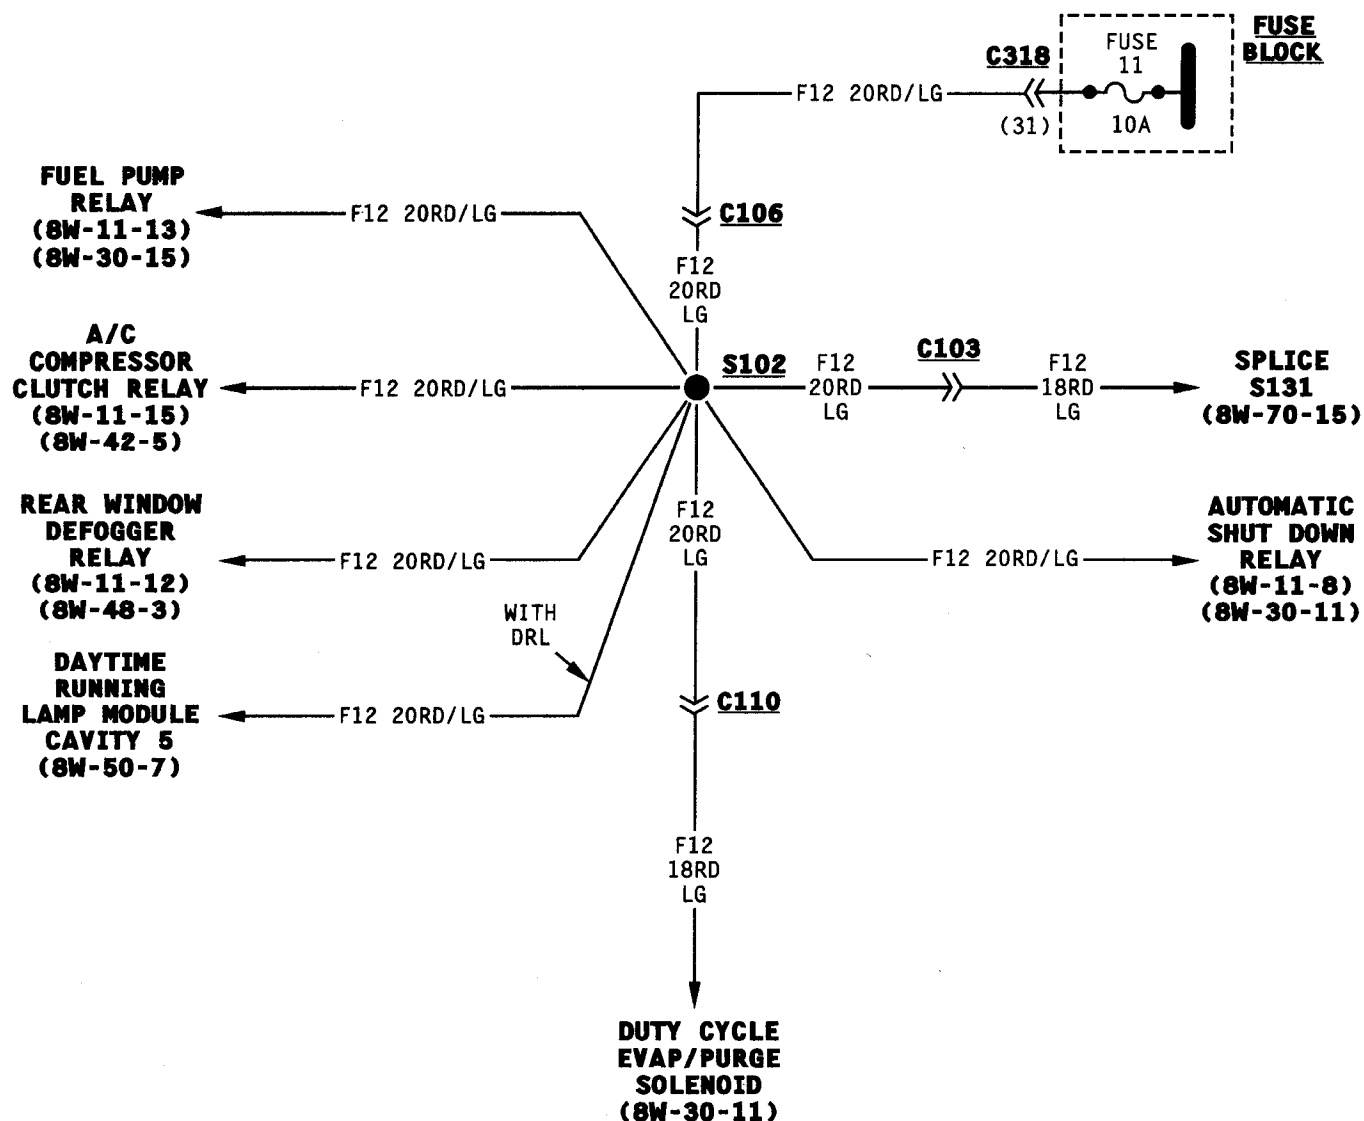 FUSE
BLOCK
FUSE
11
10A
C318
(31)
F12 20RD/LG
C106
F12
20RD
LG
FUEL PUMP
RELAY
(8W-11-13)
(8W-30-15)
F12 20RD/LG
A/C
COMPRESSOR
CLUTCH RELAY
(8W-11-15)
(8W-42-5)
F12 20RD/LG
S102
F12
20RD
LG
C103
F12
18RD
LG
SPLICE
S131
(8W-70-15)
REAR WINDOW
DEFOGGER
RELAY
(8W-11-12)
(8W-48-3)
F12 20RD/LG
F12
20RD
LG
F12 20RD/LG
AUTOMATIC
SHUT DOWN
RELAY
(8W-11-8)
(8W-30-11)
WITH
DRL
DAYTIME
RUNNING
LAMP MODULE
CAVITY 5
(8W-50-7)
F12 20RD/LG
C110
F12
18RD
LG
DUTY CYCLE
EVAP/PURGE
SOLENOID
(8W-30-11)